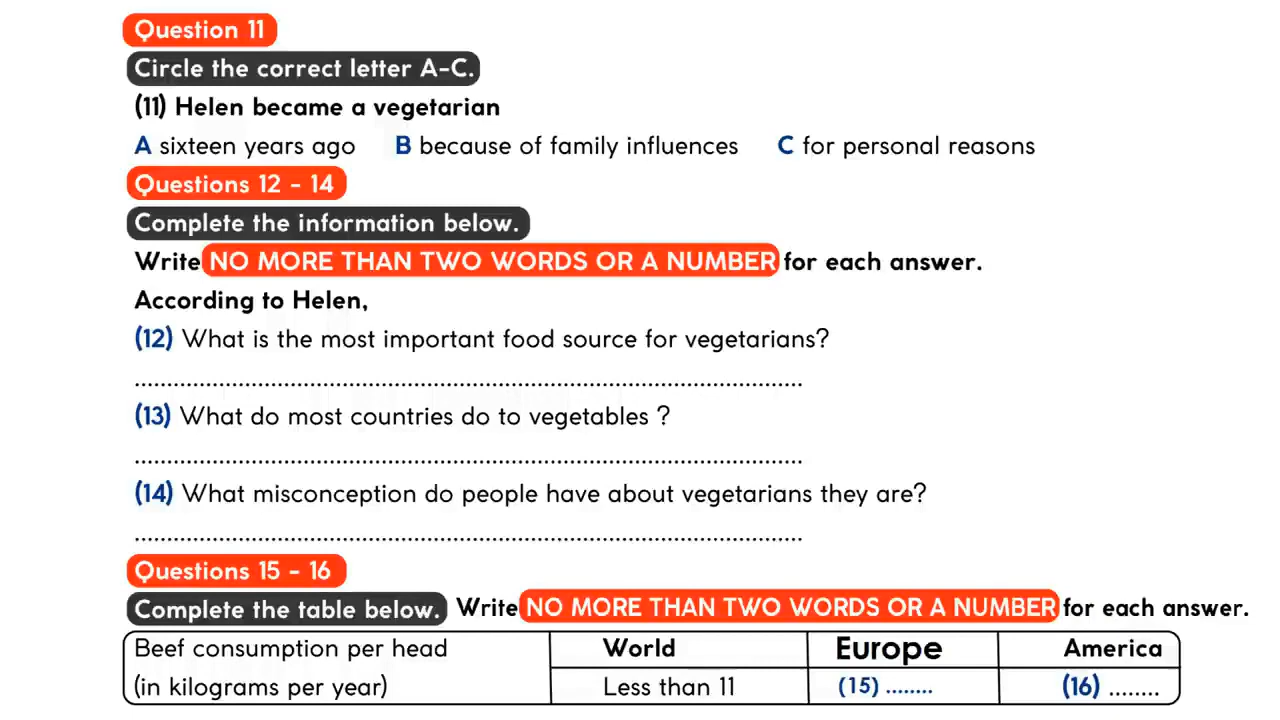 Question 11
Circle the correct letter A-C.
(11) Helen became a vegetarian
A sixteen years ago B because of family influences C for personal reasons
Questions 12 - 14
Complete the information below.
Write NO MORE THAN TWO WORDS OR A NUMBER for each answer.
According to Helen,
(12) What is the most important food source for vegetarians?
....................................................................................................
(13) What do most countries do to vegetables ?
....................................................................................................
(14) What misconception do people have about vegetarians they are?
....................................................................................................
Questions 15 - 16
Complete the table below. Write NO MORE THAN TWO WORDS OR A NUMBER for each answer.
Beef consumption per head World Europe America
(in kilograms per year) Less than 11 (15) ........ (16) ........